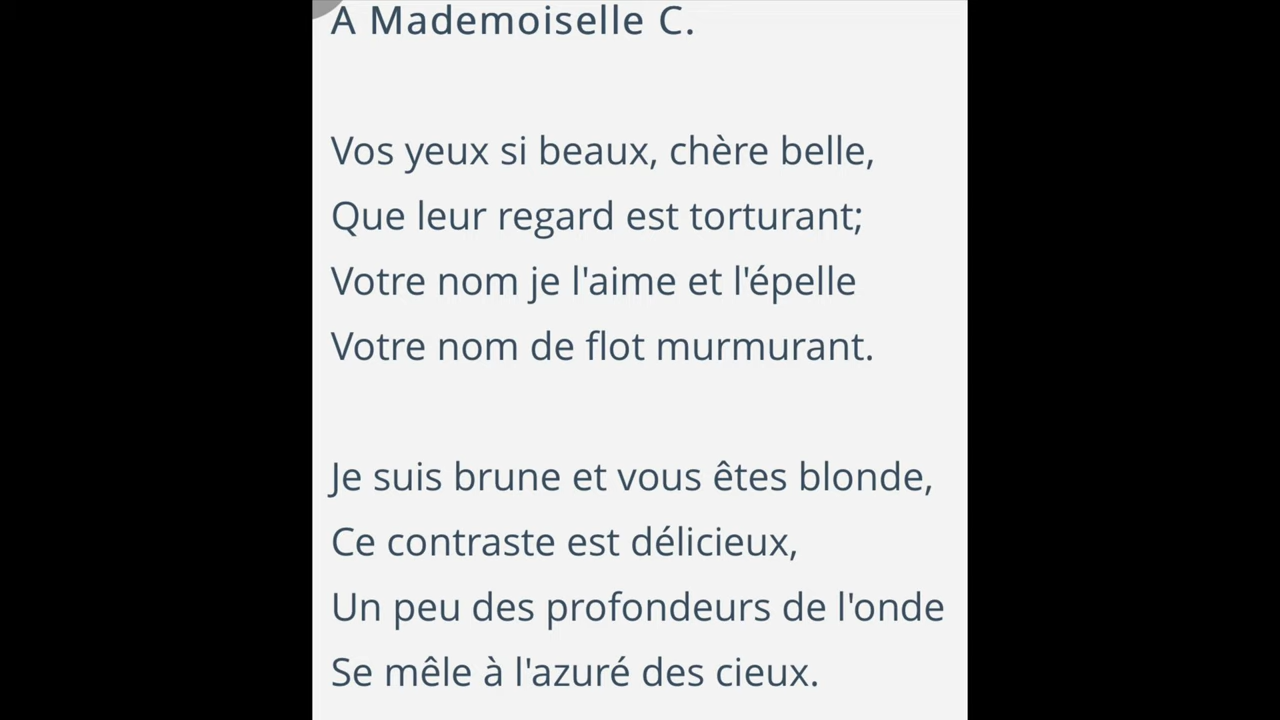 A Mademoiselle C.
Vos yeux si beaux, chère belle,
Que leur regard est torturant;
Votre nom je l'aime et l'épelle
Votre nom de flot murmurant.
Je suis brune et vous êtes blonde,
Ce contraste est délicieux,
Un peu des profondeurs de l'onde
Se mêle à l'azuré des cieux.